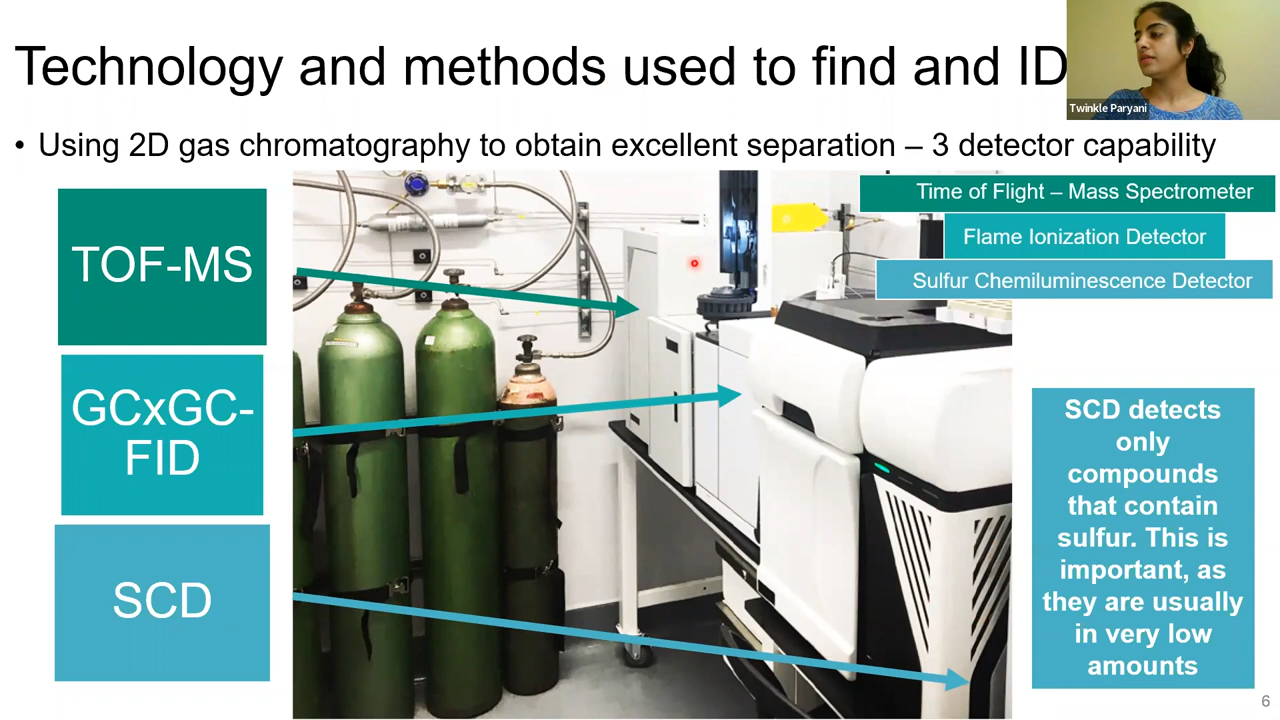 Technology and methods used to find and ID
Twinkle Paryani
• Using 2D gas chromatography to obtain excellent separation – 3 detector capability
Time of Flight – Mass Spectrometer
Flame Ionization Detector
Sulfur Chemiluminescence Detector
TOF-MS
GCxGC-
FID
SCD
SCD detects
only
compounds
that contain
sulfur. This is
important, as
they are usually
in very low
amounts
6